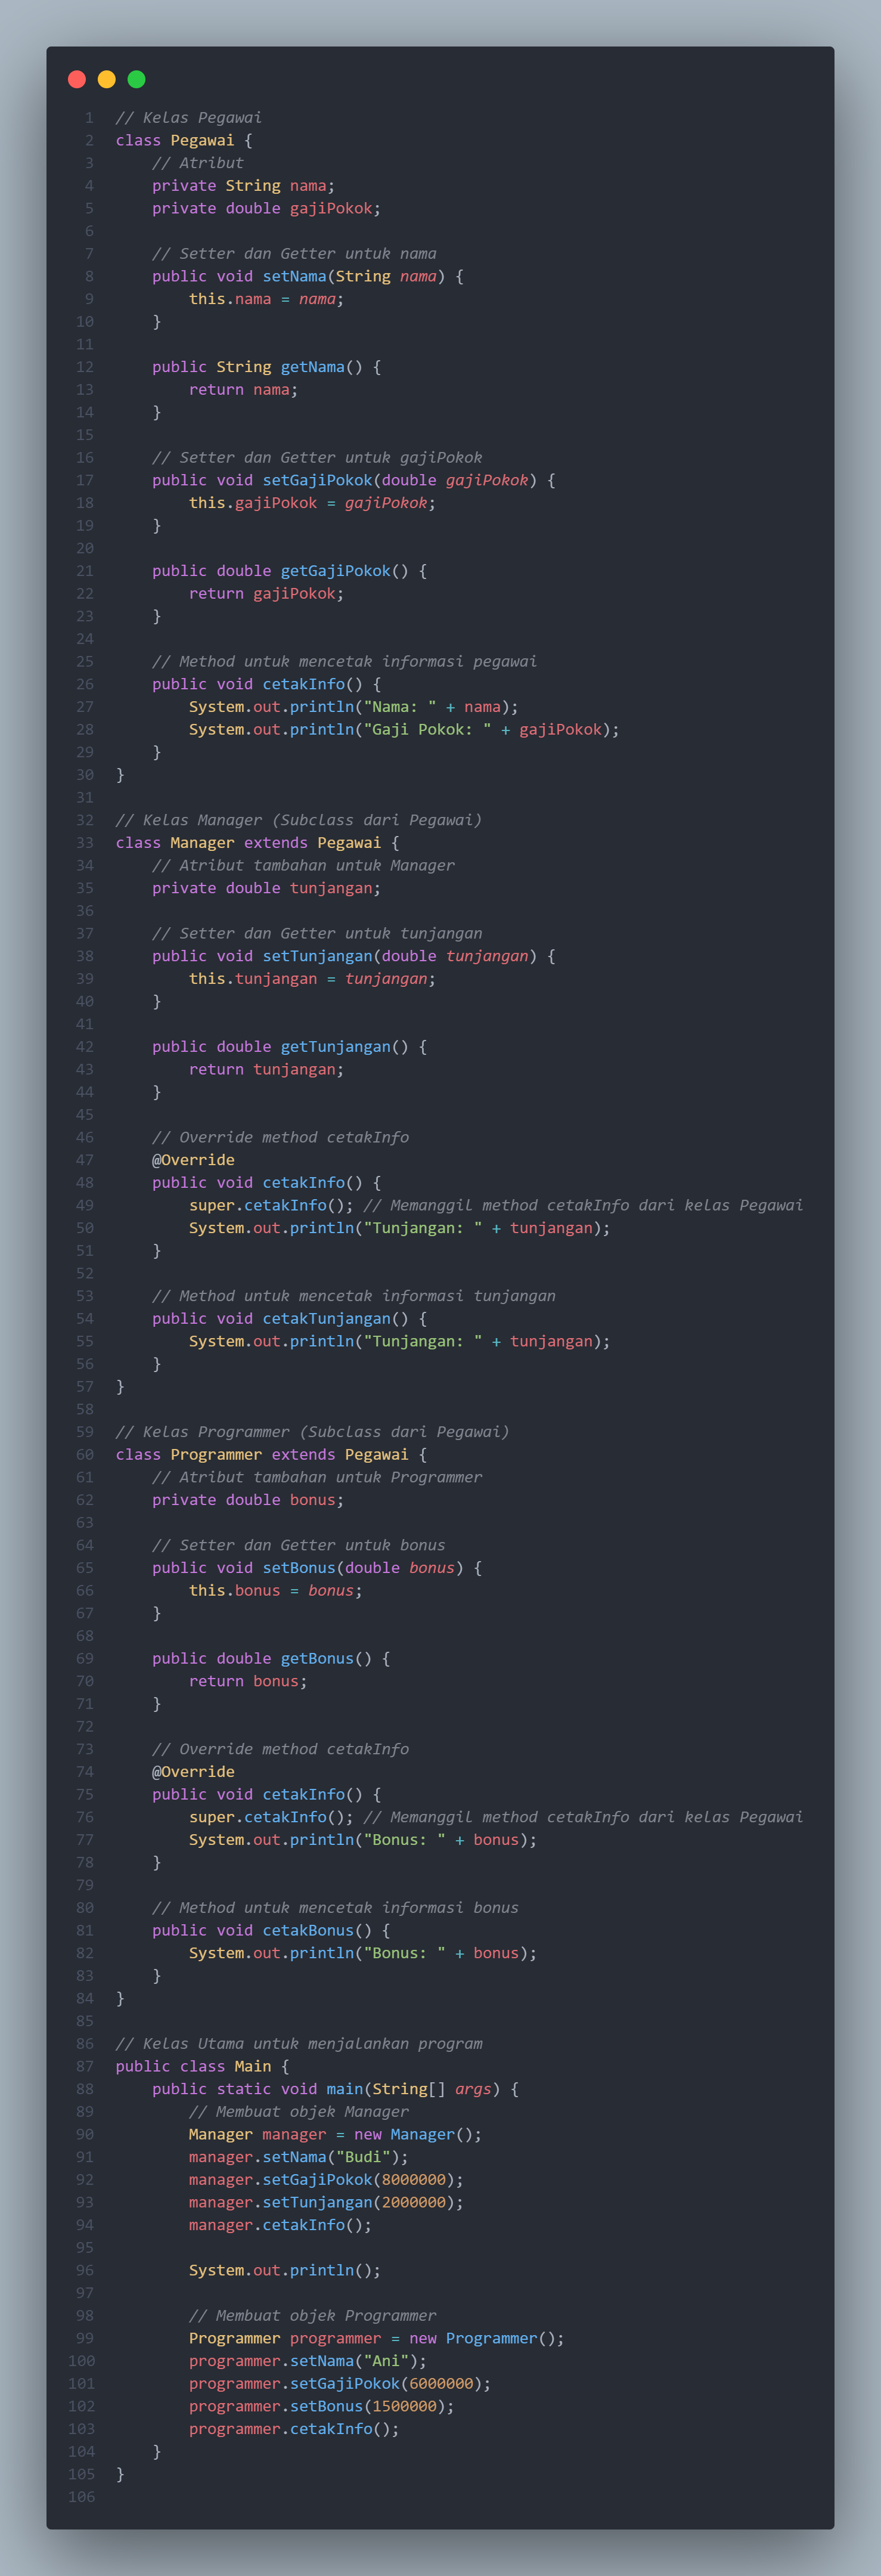 1 // Kelas Pegawai
2 class Pegawai {
3     // Atribut
4     private String nama;
5     private double gajiPokok;
6
7     // Setter dan Getter untuk nama
8     public void setNama(String nama) {
9         this.nama = nama;
10     }
11
12     public String getNama() {
13         return nama;
14     }
15
16     // Setter dan Getter untuk gajiPokok
17     public void setGajiPokok(double gajiPokok) {
18         this.gajiPokok = gajiPokok;
19     }
20
21     public double getGajiPokok() {
22         return gajiPokok;
23     }
24
25     // Method untuk mencetak informasi pegawai
26     public void cetakInfo() {
27         System.out.println("Nama: " + nama);
28         System.out.println("Gaji Pokok: " + gajiPokok);
29     }
30 }
31
32 // Kelas Manager (Subclass dari Pegawai)
33 class Manager extends Pegawai {
34     // Atribut tambahan untuk Manager
35     private double tunjangan;
36
37     // Setter dan Getter untuk tunjangan
38     public void setTunjangan(double tunjangan) {
39         this.tunjangan = tunjangan;
40     }
41
42     public double getTunjangan() {
43         return tunjangan;
44     }
45
46     // Override method cetakInfo
47     @Override
48     public void cetakInfo() {
49         super.cetakInfo(); // Memanggil method cetakInfo dari kelas Pegawai
50         System.out.println("Tunjangan: " + tunjangan);
51     }
52
53     // Method untuk mencetak informasi tunjangan
54     public void cetakTunjangan() {
55         System.out.println("Tunjangan: " + tunjangan);
56     }
57 }
58
59 // Kelas Programmer (Subclass dari Pegawai)
60 class Programmer extends Pegawai {
61     // Atribut tambahan untuk Programmer
62     private double bonus;
63
64     // Setter dan Getter untuk bonus
65     public void setBonus(double bonus) {
66         this.bonus = bonus;
67     }
68
69     public double getBonus() {
70         return bonus;
71     }
72
73     // Override method cetakInfo
74     @Override
75     public void cetakInfo() {
76         super.cetakInfo(); // Memanggil method cetakInfo dari kelas Pegawai
77         System.out.println("Bonus: " + bonus);
78     }
79
80     // Method untuk mencetak informasi bonus
81     public void cetakBonus() {
82         System.out.println("Bonus: " + bonus);
83     }
84 }
85
86 // Kelas Utama untuk menjalankan program
87 public class Main {
88     public static void main(String[] args) {
89         // Membuat objek Manager
90         Manager manager = new Manager();
91         manager.setNama("Budi");
92         manager.setGajiPokok(8000000);
93         manager.setTunjangan(2000000);
94         manager.cetakInfo();
95
96         System.out.println();
97
98         // Membuat objek Programmer
99         Programmer programmer = new Programmer();
100         programmer.setNama("Ani");
101         programmer.setGajiPokok(6000000);
102         programmer.setBonus(1500000);
103         programmer.cetakInfo();
104     }
105 }
106